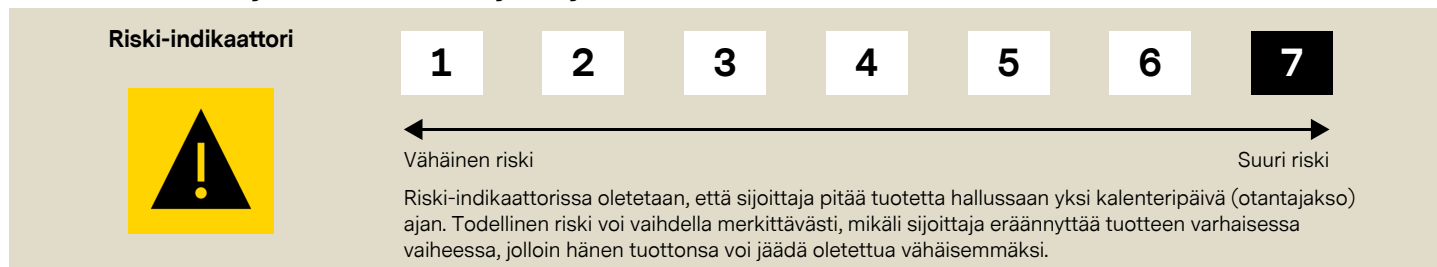 Riski-indikaattori
1 2 3 4 5 6 7
Vähäinen riski Suuri riski
Riski-indikaattorissa oletetaan, että sijoittaja pitää tuotetta hallussaan yksi kalenteripäivä (otantajakso)
ajan. Todellinen riski voi vaihdella merkittävästi, mikäli sijoittaja eräännyttää tuotteen varhaisessa
vaiheessa, jolloin hänen tuottonsa voi jäädä oletettua vähäisemmäksi.